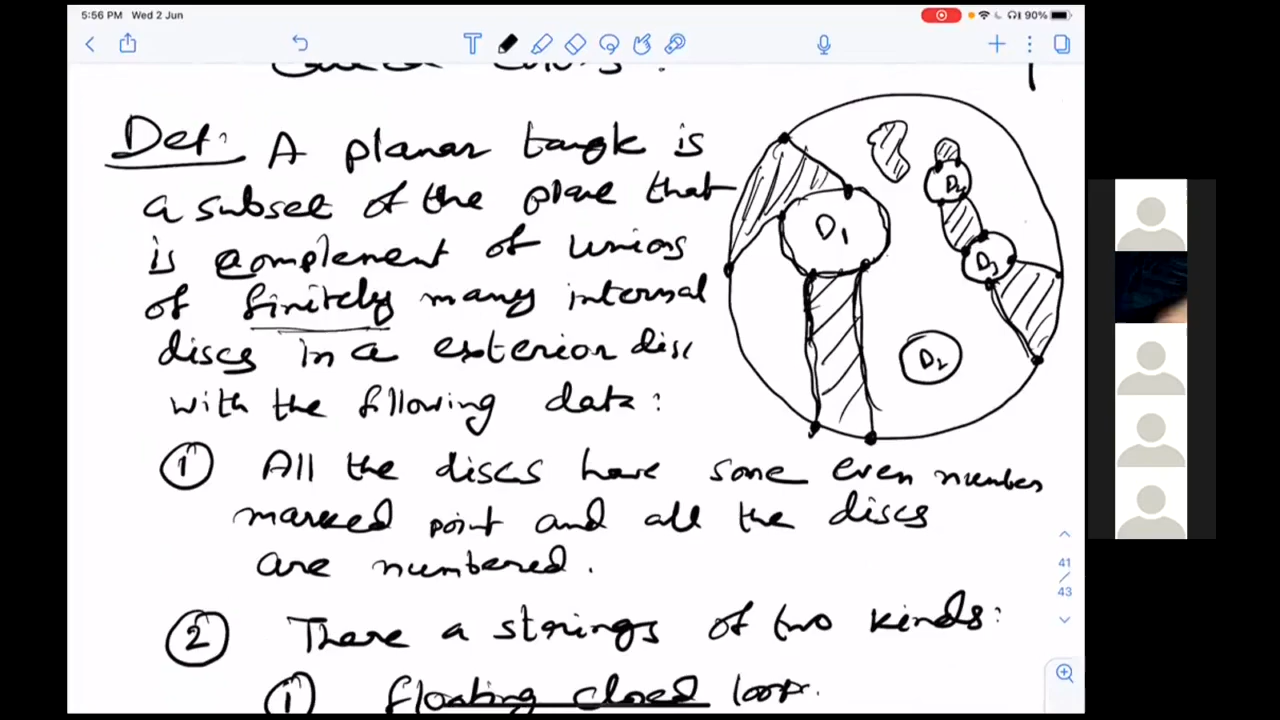 5:56 PM Wed 2 Jun
90%
Def: A planar tangle is
a subset of the plane that
is complement of union
of finitely many internal
discs in a exterior disc
with the following data:
① All the discs have some even number
marked point and all the discs
are numbered.
② There a strings of two kinds:
① floating closed loop.
D1
D2
D3
41
/
43